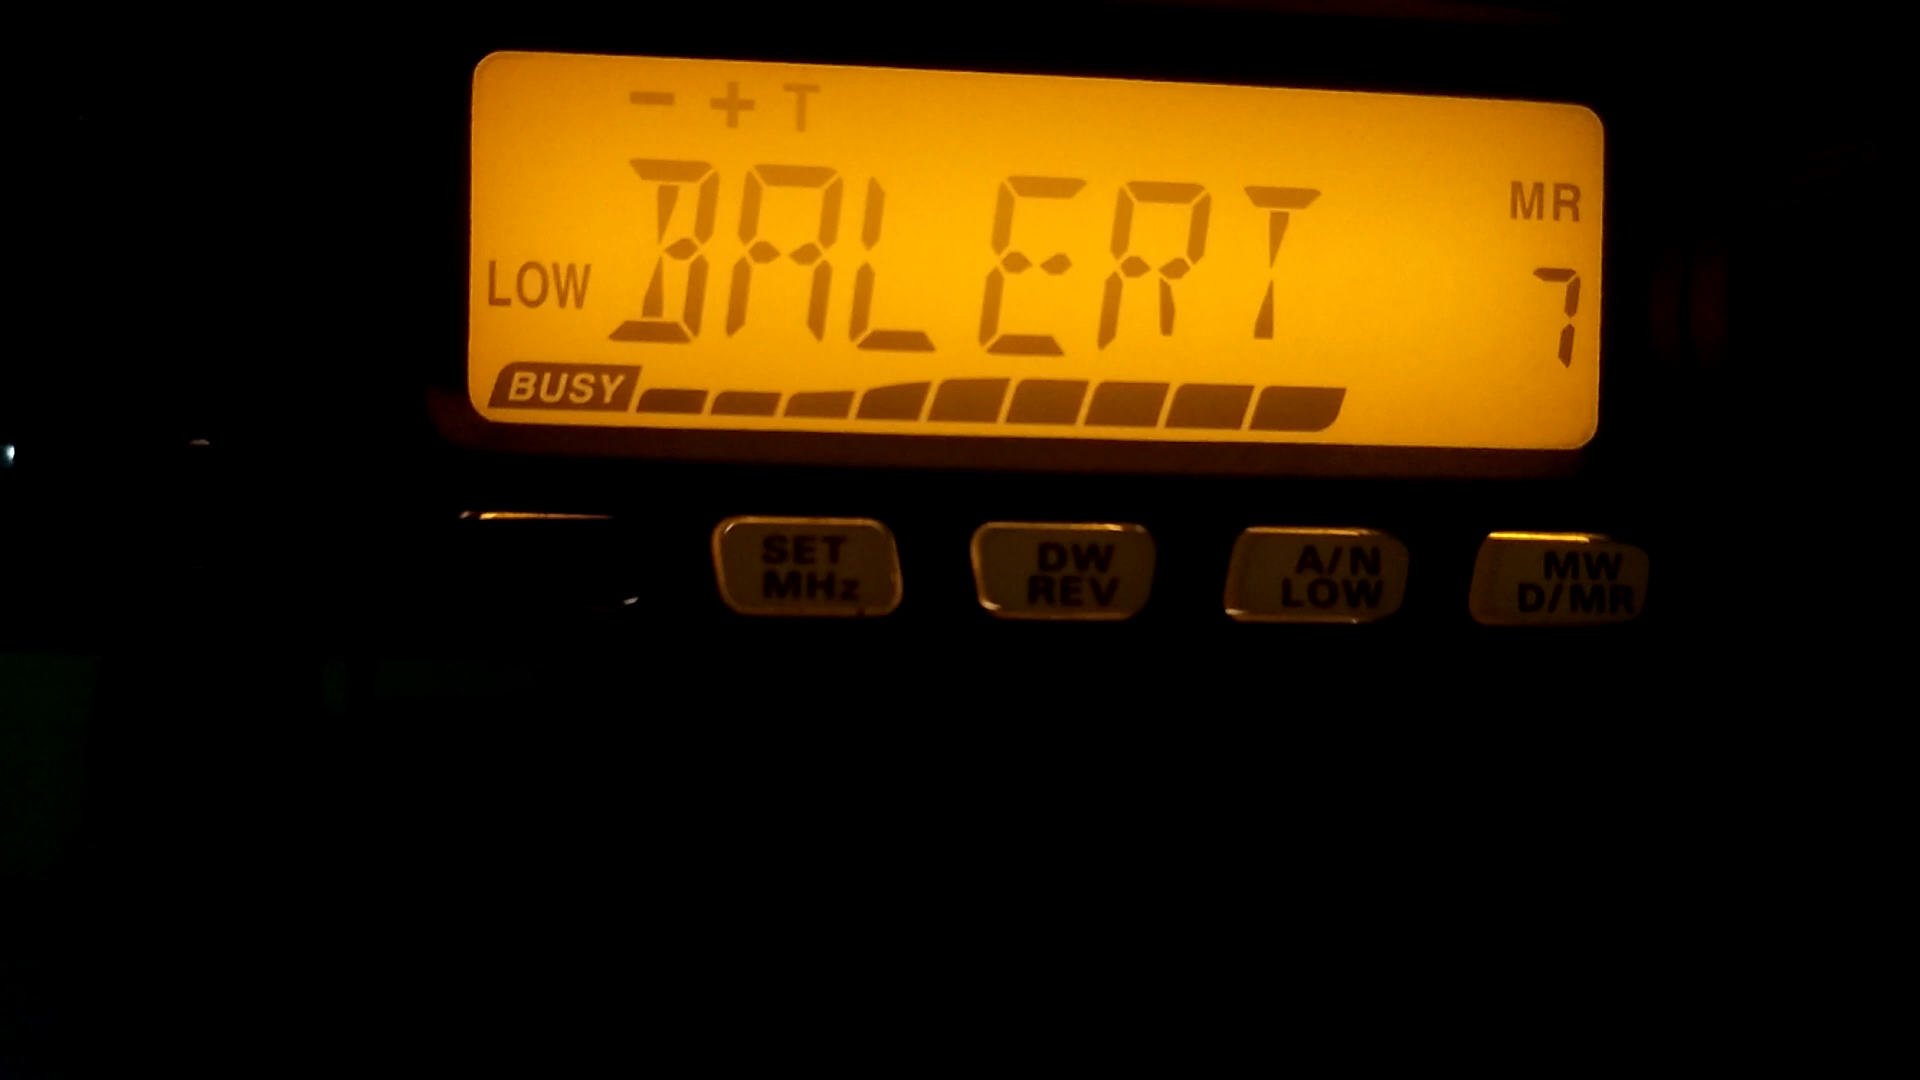 - + T
MR
BALERT
LOW
7
BUSY
SET
MHz
DW
REV
A/N
LOW
MW
D/MR